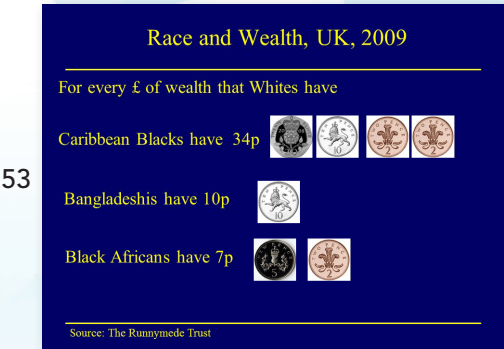 Race and Wealth, UK, 2009
For every £ of wealth that Whites have
Caribbean Blacks have 34p
53
Bangladeshis have 10p
Black Africans have 7p
Source: The Runnymede Trust